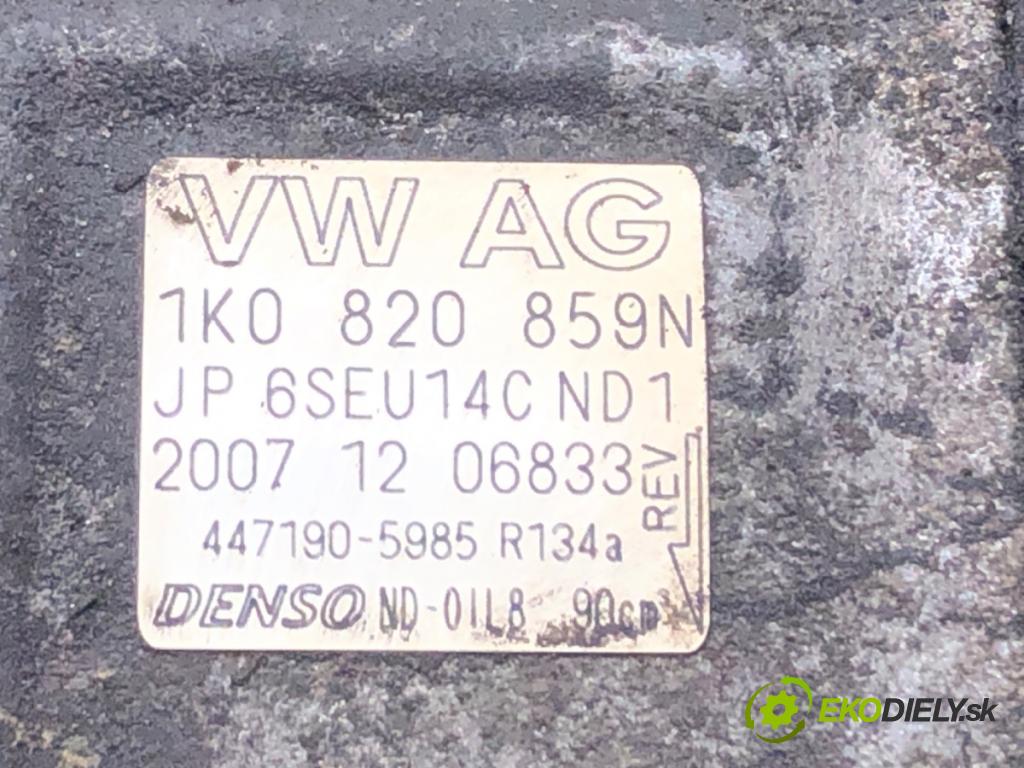 VW AG
1K0 820 859N
JP 6SEU14C ND1
2007 12 06833
REV
447190-5985 R134a
DENSO ND-OIL8 90cm
EKODIELY.sk